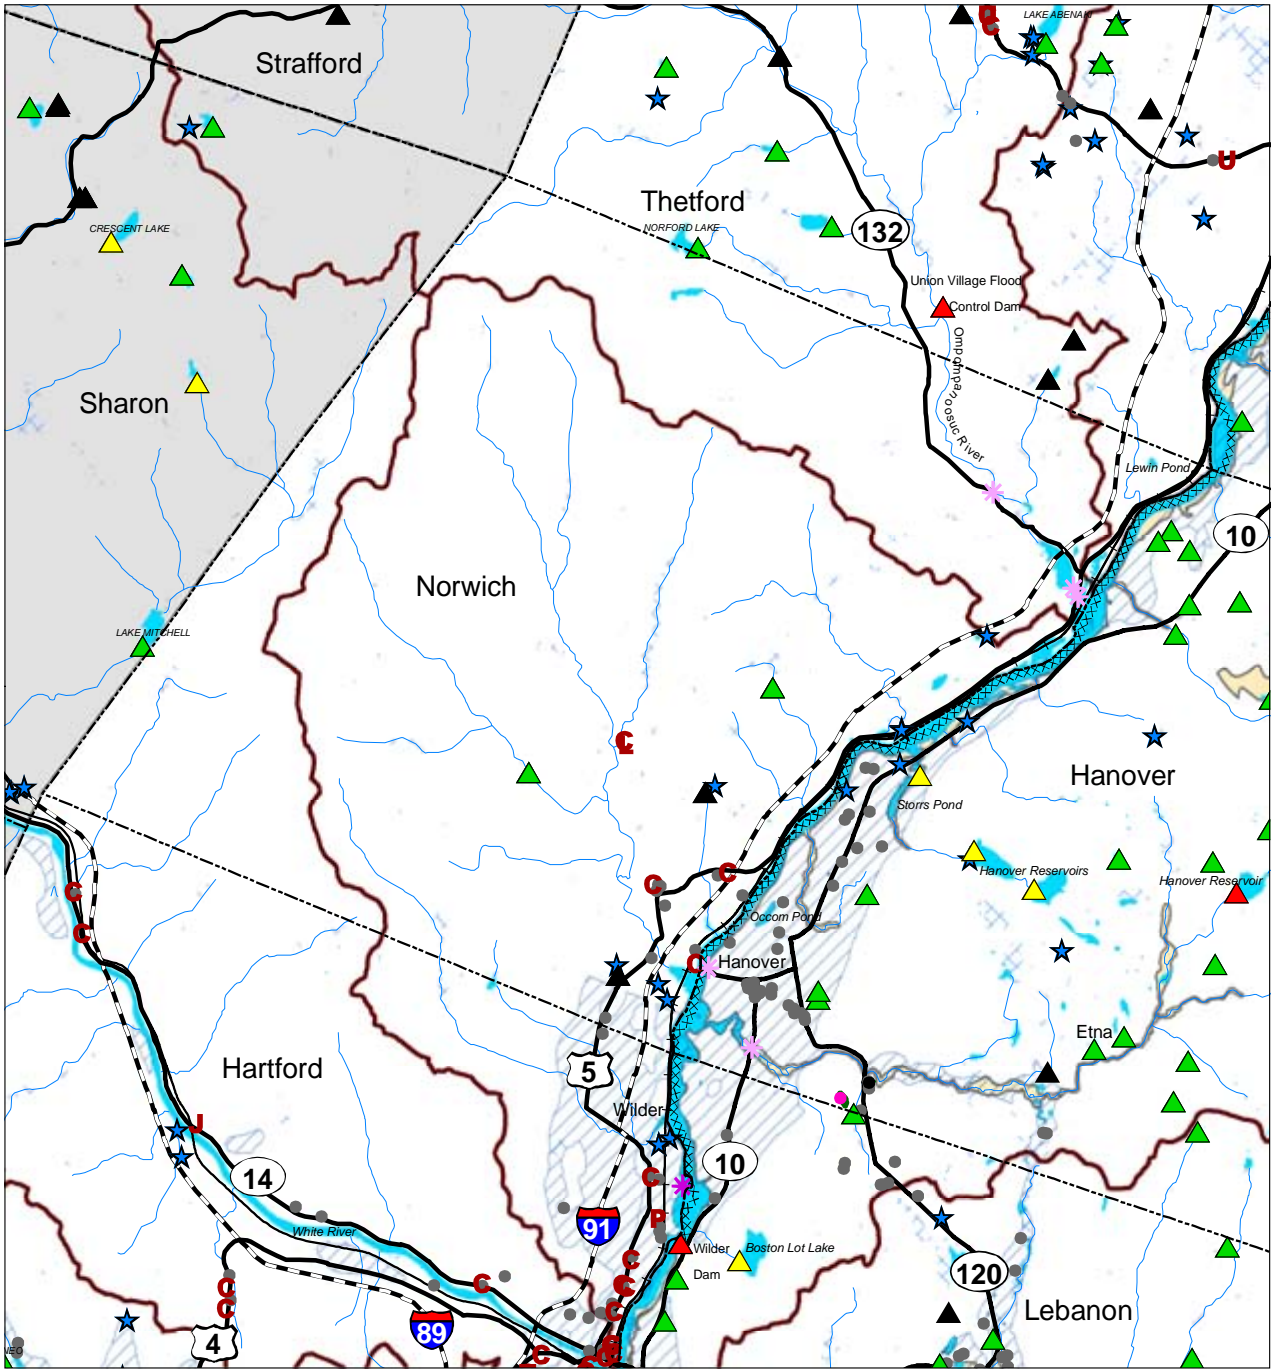 LAKE ABENAKI
Strafford
Thetford
CRESCENT LAKE
NORFORD LAKE
132
U
Union Village Flood
Control Dam
Ompompanoosuc River
Sharon
Lewin Pond
10
Norwich
LAKE MITCHELL
Hanover
Storrs Pond
Hanover Reservoirs
Hanover Reservoir
C
C
C
C
Occom Pond
C
Hanover
Etna
Hartford
5
Wilder
J
14
10
C
White River
91
Wilder
Dam
Boston Lot Lake
C
C
C
C
120
Lebanon
89
4
C